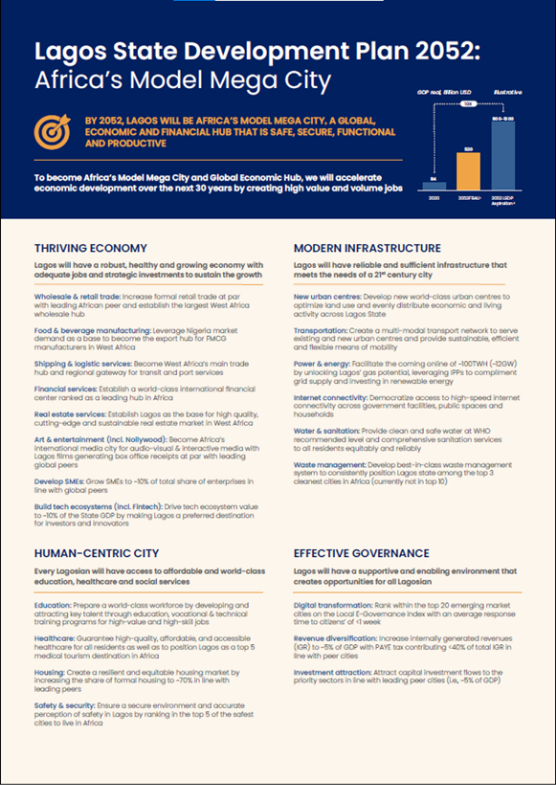 Lagos State Development Plan 2052:
Africa's Model Mega City
BY 2052, LAGOS WILL BE AFRICA'S MODEL MEGA CITY, A GLOBAL,
ECONOMIC AND FINANCIAL HUB THAT IS SAFE, SECURE, FUNCTIONAL
AND PRODUCTIVE
To become Africa's Model Mega City and Global Economic Hub, we will accelerate
economic development over the next 30 years by creating high value and volume jobs
GDP real, Billion USD
Illustrative
THRIVING ECONOMY
Lagos will have a robust, healthy and growing economy with
adequate jobs and strategic investments to sustain the growth
Wholesale & retail trade: Increase formal retail trade at par
with leading African peer and establish the largest West Africa
wholesale hub
Food & beverage manufacturing: Leverage Nigeria market
demand as a base to become the export hub for FMCG
manufacturers in West Africa
Shipping & logistic services: Become West Africa's main trade
hub and regional gateway for transit and port services
Financial services: Establish a world-class international financial
center ranked as a leading hub in Africa
Real estate services: Establish Lagos as the base for high quality,
cutting-edge and sustainable real estate market in West Africa
Art & entertainment (incl. Nollywood): Become Africa's
international media city for audio-visual & interactive media with
Lagos films generating box office receipts at par with leading
global peers
Develop SMEs: Grow SMEs to ~10% of total share of enterprises in
line with global peers
Build tech ecosystems (incl. Fintech): Drive tech ecosystem value
to ~10% of the State GDP by making Lagos a preferred destination
for investors and innovators
MODERN INFRASTRUCTURE
Lagos will have reliable and sufficient infrastructure that
meets the needs of a 21st century city
New urban centres: Develop new world-class urban centres to
optimize land use and evenly distribute economic and living
activity across Lagos State
Transportation: Create a multi-modal transport network to serve
existing and new urban centres and provide sustainable, efficient
and flexible means of mobility
Power & energy: Facilitate the coming online of ~100TWH (~12GW)
by unlocking Lagos' gas potential, leveraging IPPs to compliment
grid supply and investing in renewable energy
Internet connectivity: Democratize access to high-speed internet
connectivity across government facilities, public spaces and
households
Water & sanitation: Provide clean and safe water at WHO
recommended level and comprehensive sanitation services
to all residents equitably and reliably
Waste management: Develop best-in-class waste management
system to consistently position Lagos state among the top 3
cleanest cities in Africa (currently not in top 10)
HUMAN-CENTRIC CITY
Every Lagosian will have access to affordable and world-class
education, healthcare and social services
Education: Prepare a world-class workforce by developing and
attracting key talent through education, vocational & technical
training programs for high-value and high-skill jobs
Healthcare: Guarantee high-quality, affordable, and accessible
healthcare for all residents as well as to position Lagos as a top 5
medical tourism destination in Africa
Housing: Create a resilient and equitable housing market by
increasing the share of formal housing to ~70% in line with
leading peers
Safety & security: Ensure a secure environment and accurate
perception of safety in Lagos by ranking in the top 5 of the safest
cities to live in Africa
EFFECTIVE GOVERNANCE
Lagos will have a supportive and enabling environment that
creates opportunities for all Lagosian
Digital transformation: Rank within the top 20 emerging market
cities on the Local E-Governance index with an average response
time to citizens' of <1 week
Revenue diversification: Increase internally generated revenues
(IGR) to ~5% of GDP with PAYE tax contributing <40% of total IGR in
line with peer cities
Investment attraction: Attract capital investment flows to the
priority sectors in line with leading peer cities (i.e., ~5% of GDP)